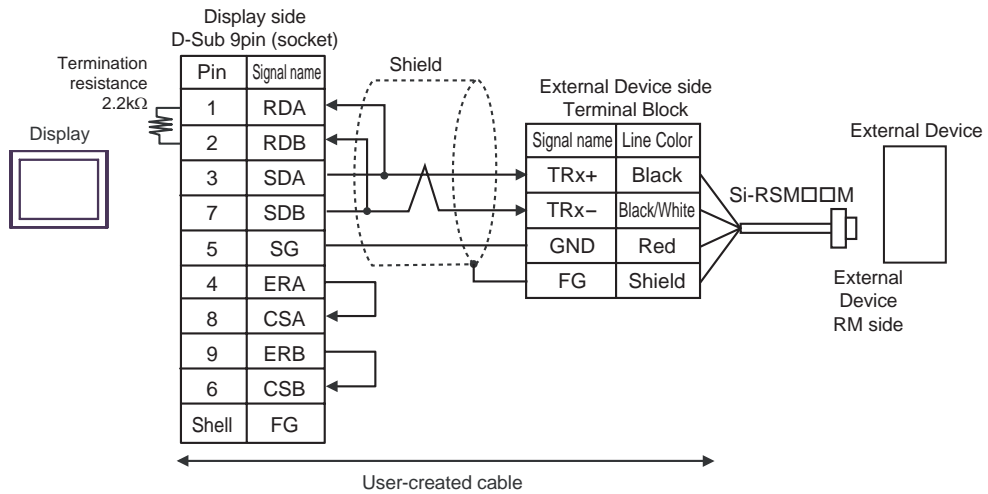 Display side
D-Sub 9pin (socket)
Termination
resistance
2.2kΩ
Display
Pin Signal name
1 RDA
2 RDB
3 SDA
7 SDB
5 SG
4 ERA
8 CSA
9 ERB
6 CSB
Shell FG
Shield
External Device side
Terminal Block
Signal name Line Color
TRx+ Black
TRx− Black/White
GND Red
FG Shield
Si-RSM□□M
External Device
External
Device
RM side
User-created cable